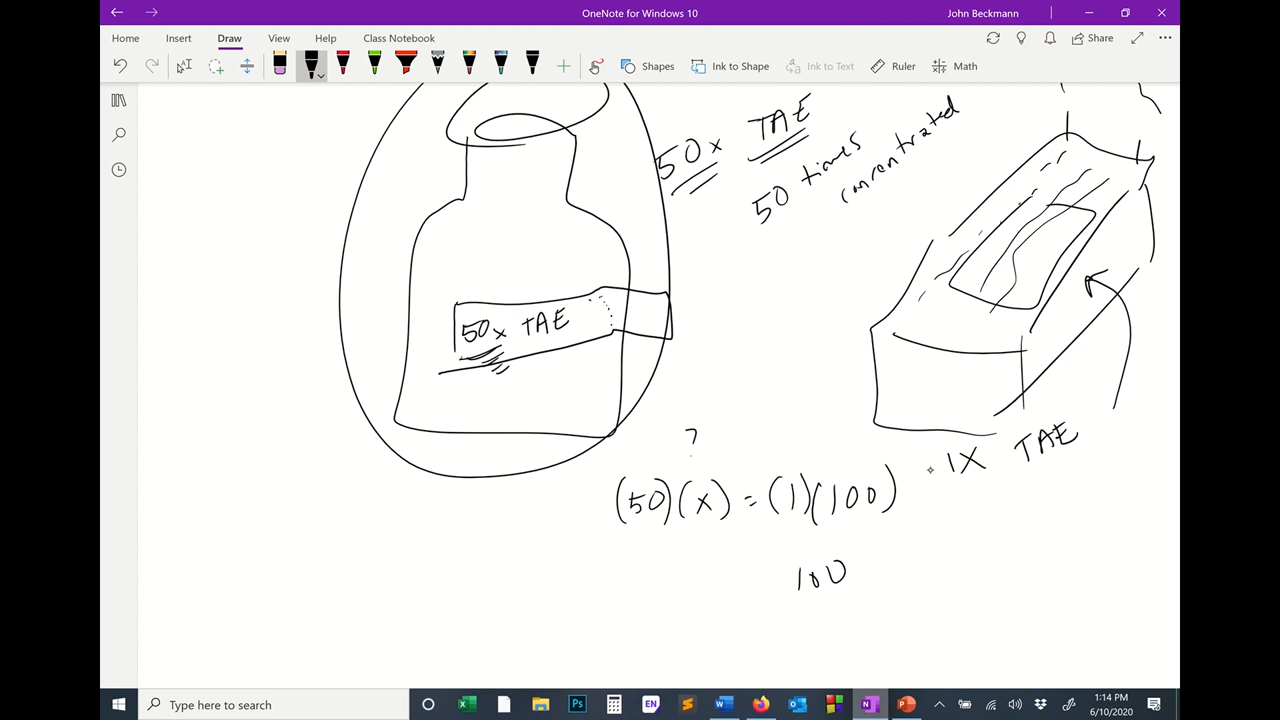 OneNote for Windows 10
John Beckmann
Home
Insert
Draw
View
Help
Class Notebook
Share
Shapes
Ink to Shape
Ink to Text
Ruler
Math
50x TAE
50 times
concentrated
50x TAE
?
1X TAE
(50)(x) = (1)(100)
100
Type here to search
EN
1:14 PM
6/10/2020